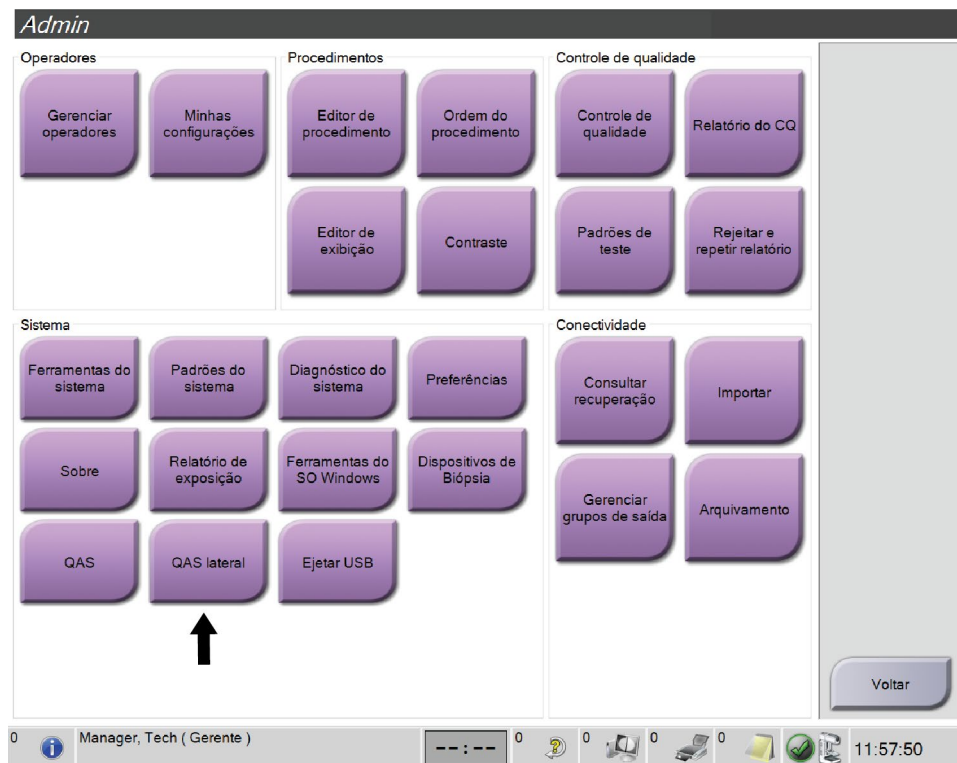 Admin
Operadores
Gerenciar
operadores
Minhas
configurações
Procedimentos
Editor de
procedimento
Ordem do
procedimento
Editor de
exibição
Contraste
Controle de qualidade
Controle de
qualidade
Relatório do CQ
Padrões de
teste
Rejeitar e
repetir relatório
Sistema
Ferramentas do
sistema
Padrões do
sistema
Diagnóstico do
sistema
Preferências
Sobre
Relatório de
exposição
Ferramentas do
SO Windows
Dispositivos de
Biópsia
QAS
QAS lateral
Ejetar USB
Conectividade
Consultar
recuperação
Importar
Gerenciar
grupos de saída
Arquivamento
Voltar
0
Manager, Tech ( Gerente )
--:--
0
0
0
0
11:57:50